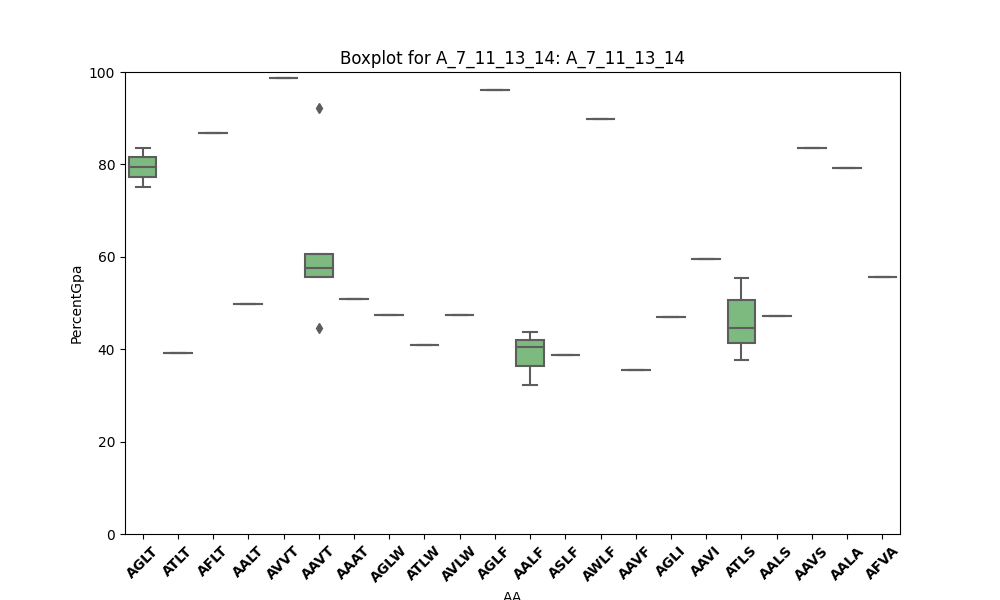 Boxplot for A_7_11_13_14: A_7_11_13_14
100
80
60
40
20
0
PercentGpa
AGLT ATLT AFLT AALT AVVT AAVT AAAT AGLW ATLW AVLW AGLF AALF ASLF AWLF AAVF AGLI AAVI ATLS AALS AAVS AALA AFVA
AA